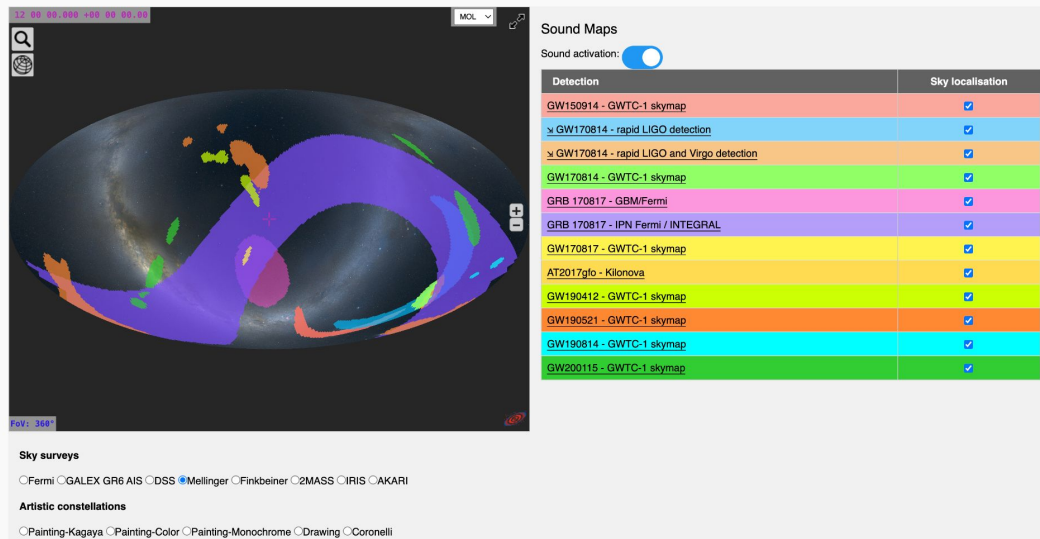 12 00 00.000 +00 00 00.00
MOL
Sound Maps
Sound activation:
Detection Sky localisation
GW150914 - GWTC-1 skymap
⇲ GW170814 - rapid LIGO detection
⇲ GW170814 - rapid LIGO and Virgo detection
GW170814 - GWTC-1 skymap
GRB 170817 - GBM/Fermi
GRB 170817 - IPN Fermi / INTEGRAL
GW170817 - GWTC-1 skymap
AT2017gfo - Kilonova
GW190412 - GWTC-1 skymap
GW190521 - GWTC-1 skymap
GW190814 - GWTC-1 skymap
GW200115 - GWTC-1 skymap
FoV: 360°
Sky surveys
Fermi GALEX GR6 AIS DSS Mellinger Finkbeiner 2MASS IRIS AKARI
Artistic constellations
Painting-Kagaya Painting-Color Painting-Monochrome Drawing Coronelli